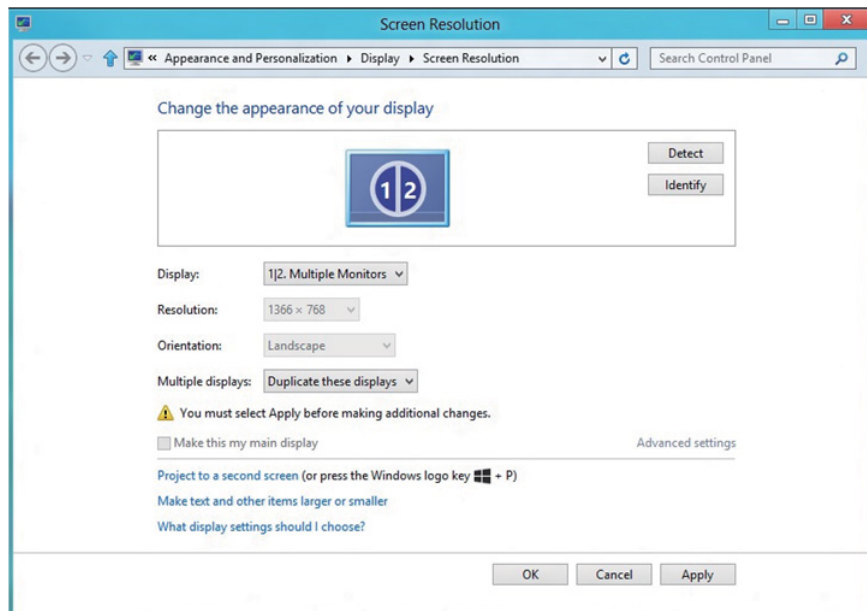 Screen Resolution
« Appearance and Personalization ▸ Display ▸ Screen Resolution
Search Control Panel
Change the appearance of your display
1|2
Detect
Identify
Display: 1|2. Multiple Monitors
Resolution: 1366 × 768
Orientation: Landscape
Multiple displays: Duplicate these displays
You must select Apply before making additional changes.
Make this my main display
Advanced settings
Project to a second screen (or press the Windows logo key + P)
Make text and other items larger or smaller
What display settings should I choose?
OK
Cancel
Apply